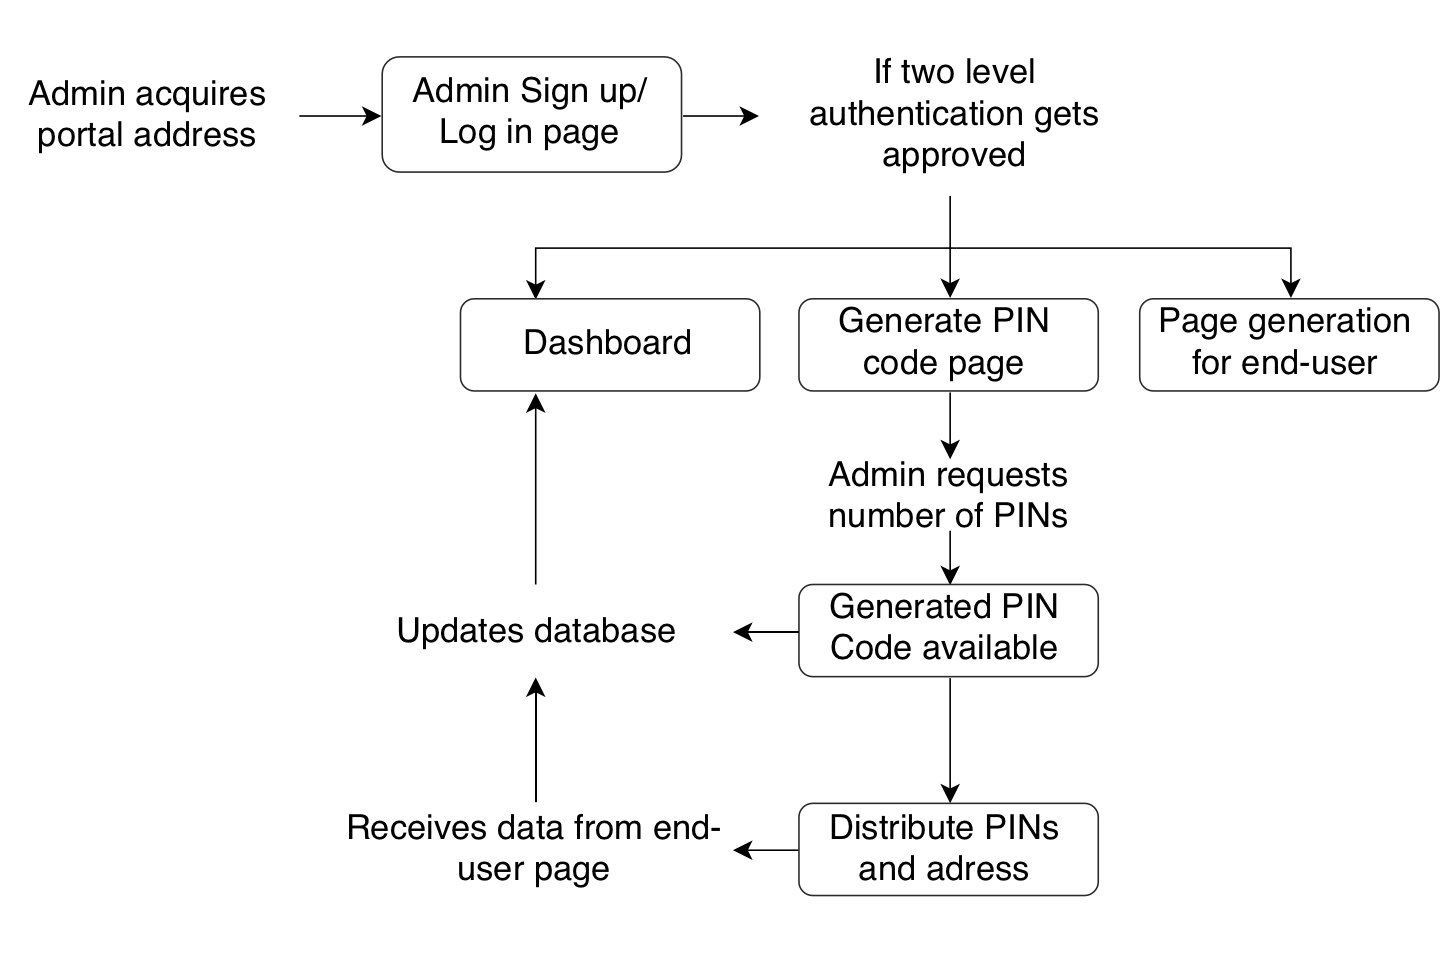 Admin acquires
portal address
Admin Sign up/
Log in page
If two level
authentication gets
approved
Dashboard
Generate PIN
code page
Page generation
for end-user
Admin requests
number of PINs
Updates database
Generated PIN
Code available
Receives data from end-
user page
Distribute PINs
and adress